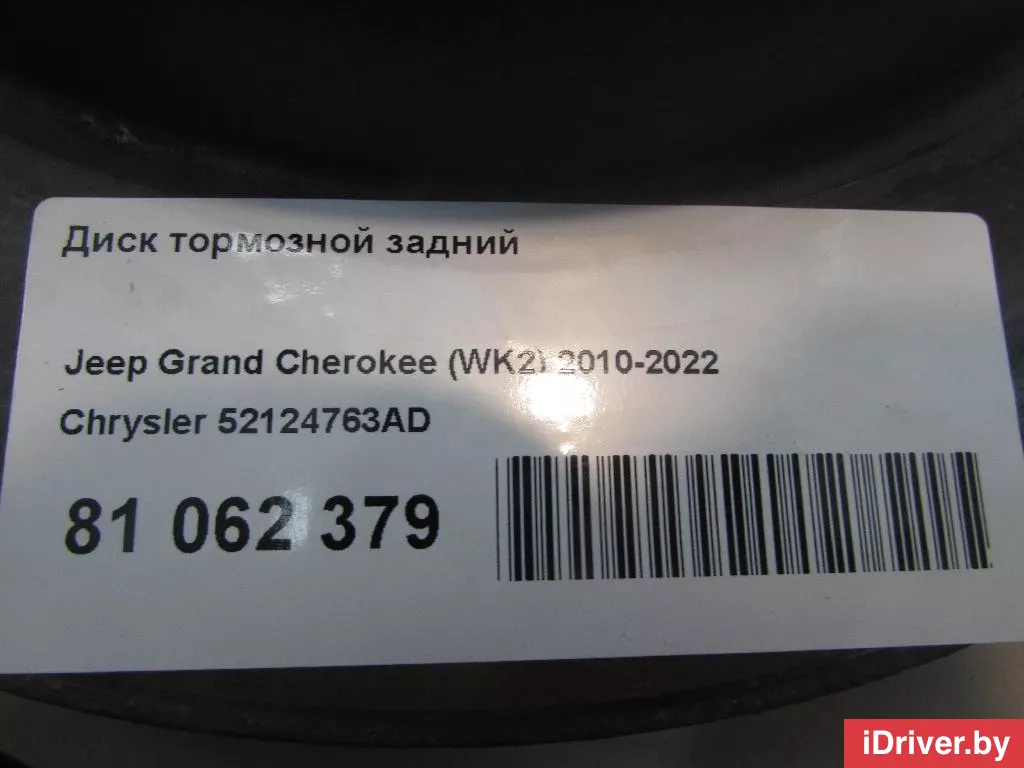 Диск тормозной задний
Jeep Grand Cherokee (WK2) 2010-2022
Chrysler 52124763AD
81 062 379
iDriver.by